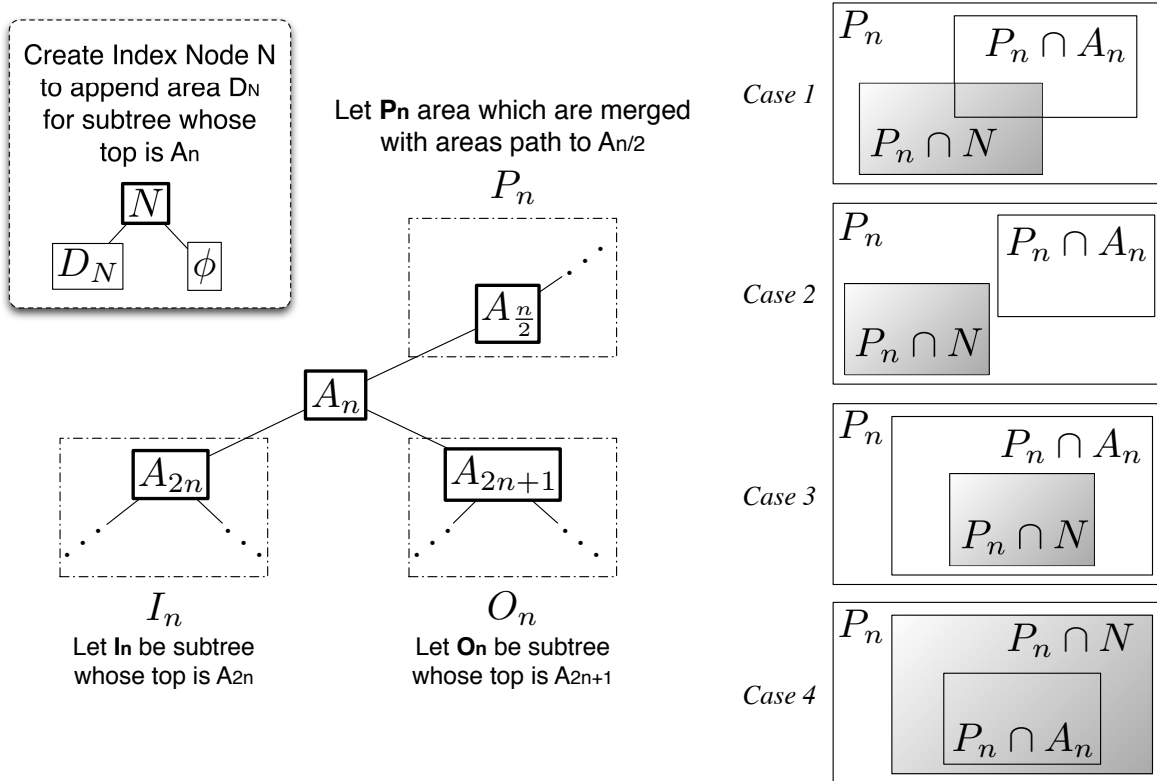 Create Index Node N
to append area DN
for subtree whose
top is An
N
DN
ϕ
Let Pn area which are merged
with areas path to An/2
Pn
An/2
An
A2n
A2n+1
In
Let In be subtree
whose top is A2n
On
Let On be subtree
whose top is A2n+1
Case 1
Pn
Pn ∩ An
Pn ∩ N
Case 2
Pn
Pn ∩ An
Pn ∩ N
Case 3
Pn
Pn ∩ An
Pn ∩ N
Case 4
Pn
Pn ∩ N
Pn ∩ An